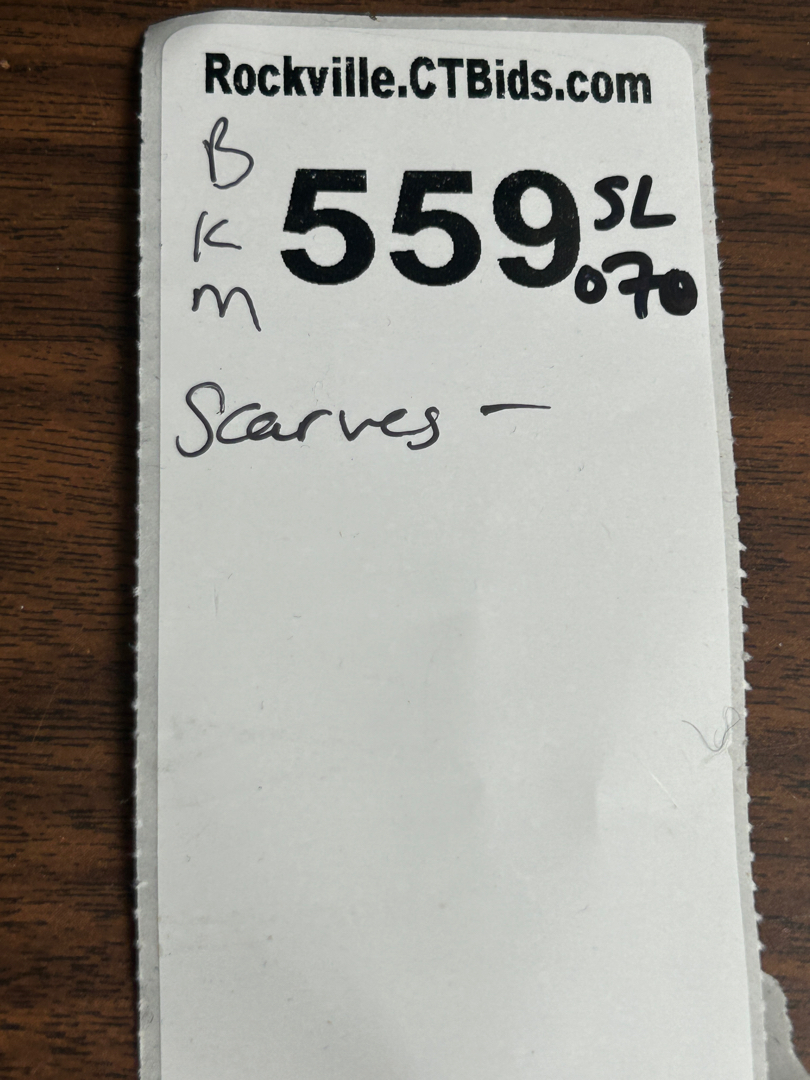 Rockville.CTBids.com
B
K
M
559
SL
.070
Scarves -